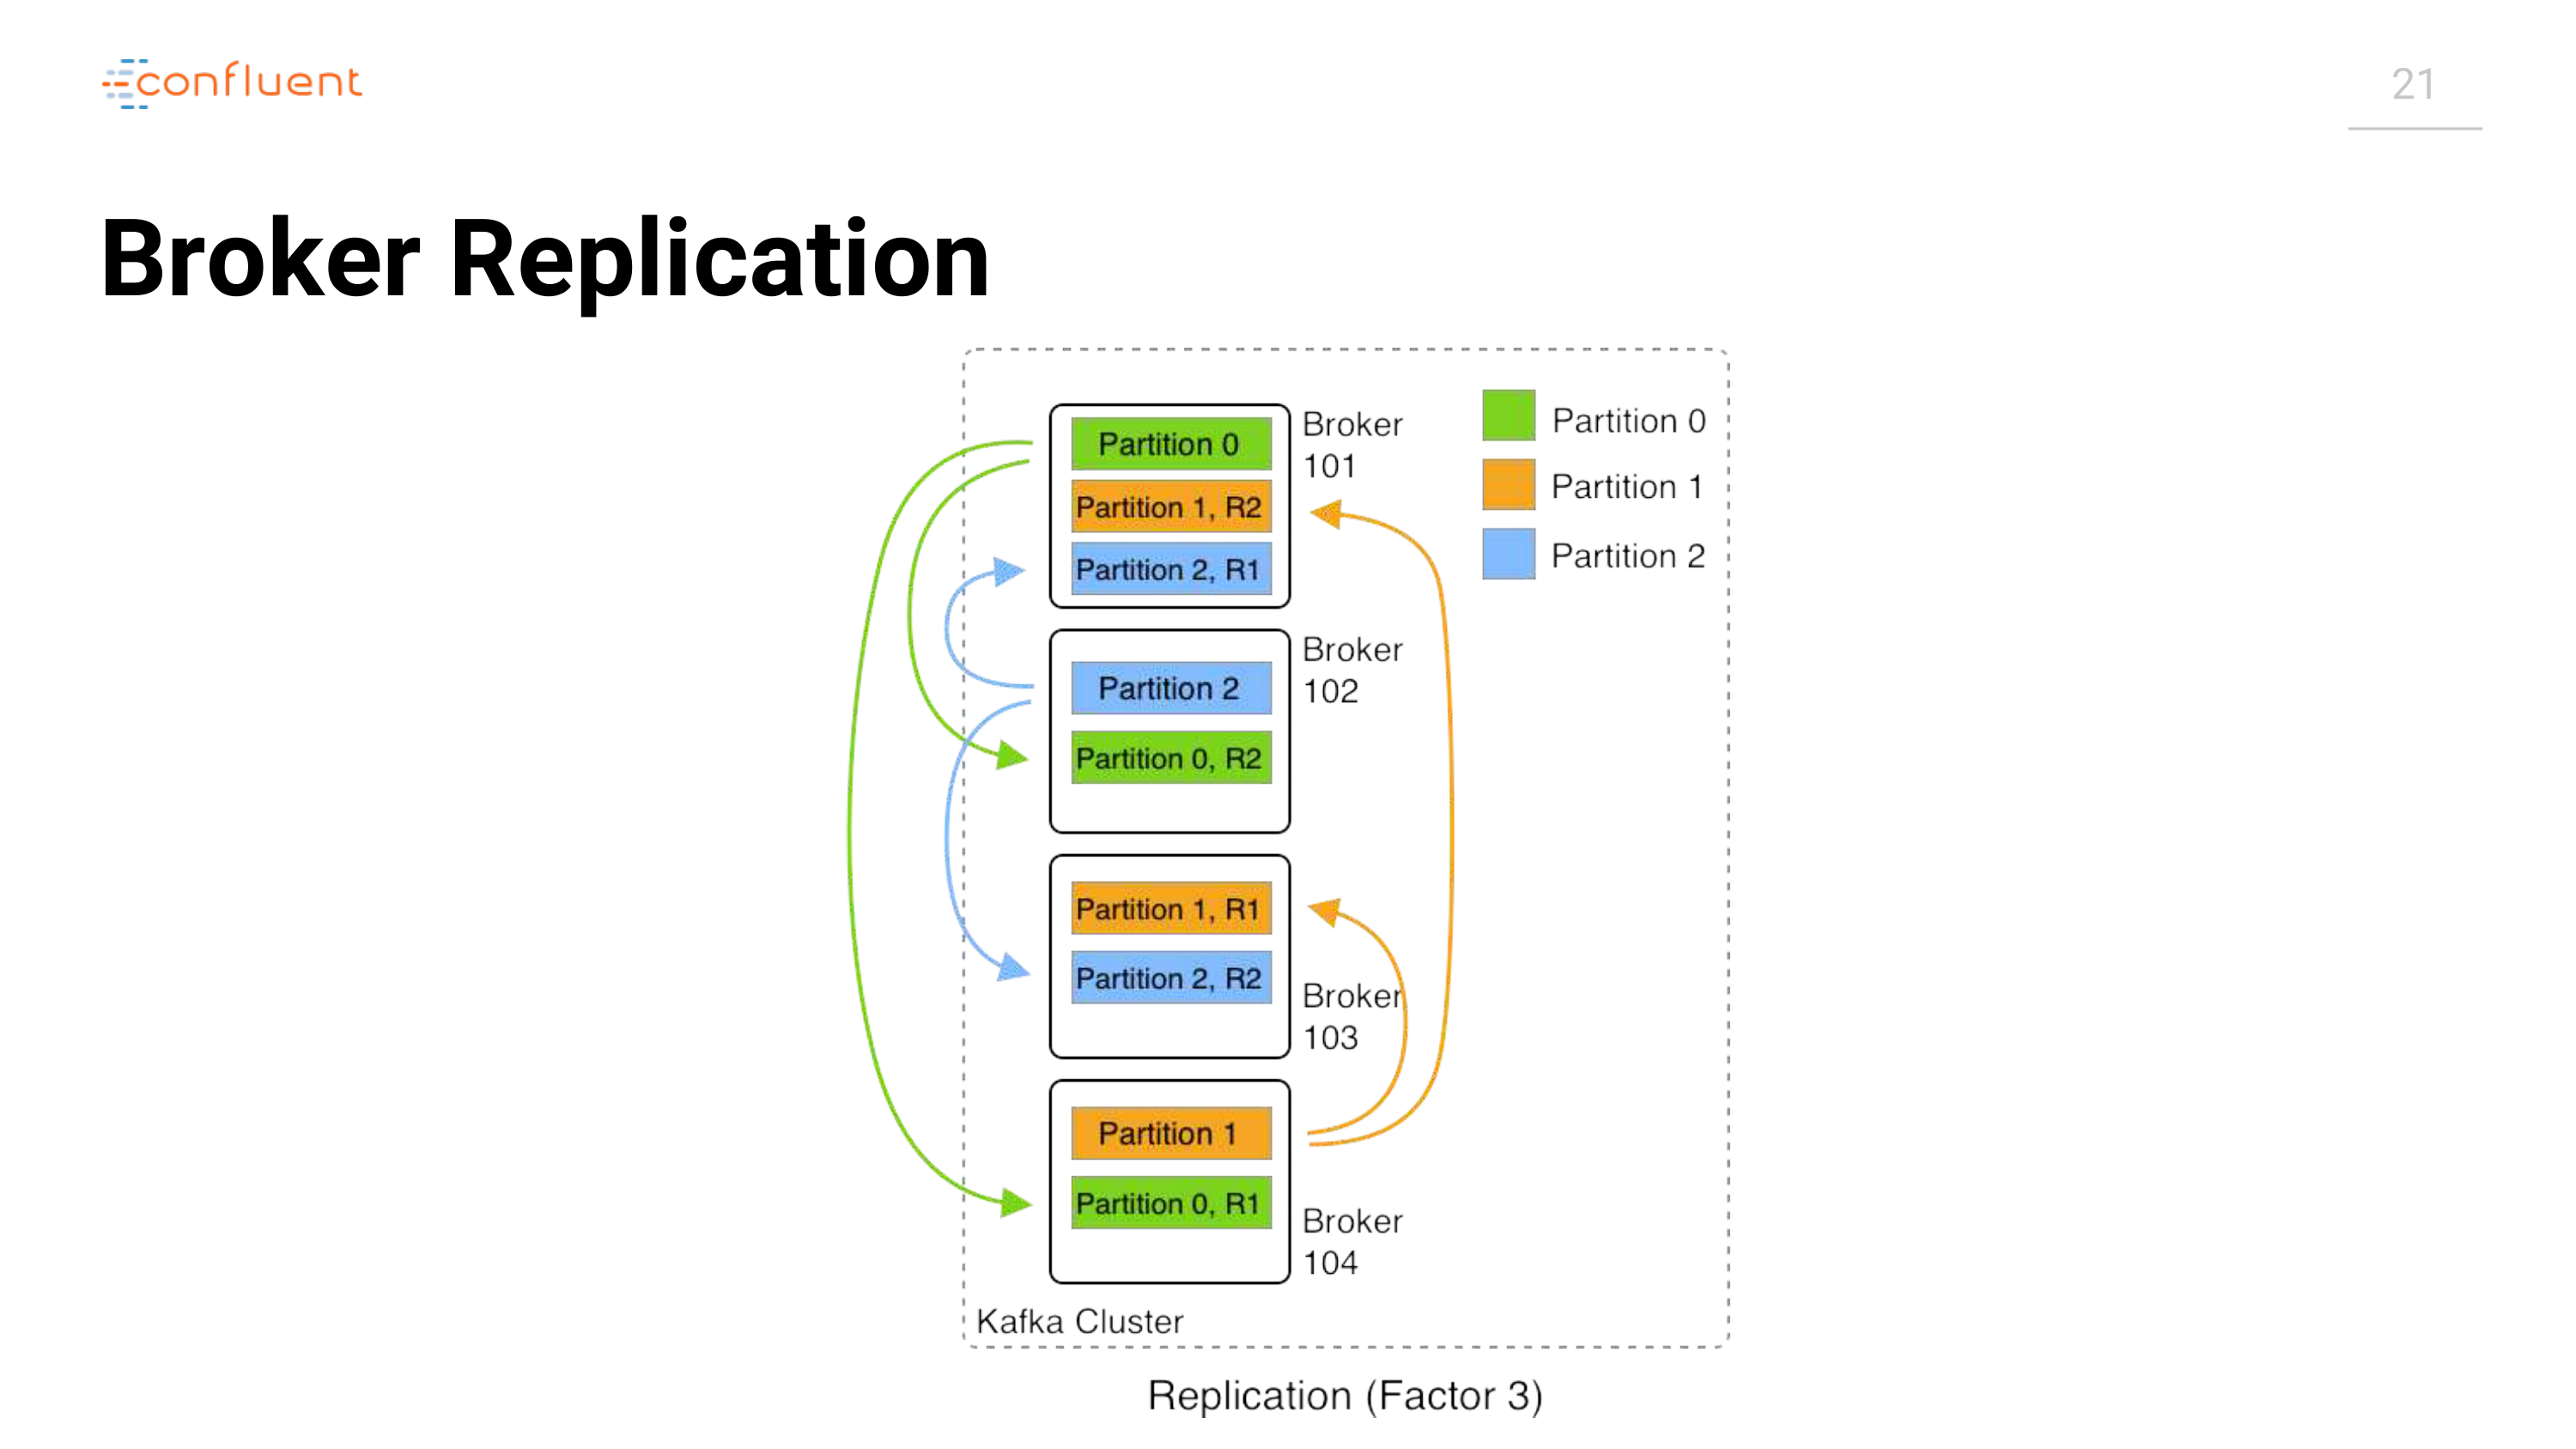 confluent
21
Broker Replication
Partition 0
Partition 1, R2
Partition 2, R1
Broker
101
Partition 0
Partition 1
Partition 2
Partition 2
Partition 0, R2
Broker
102
Partition 1, R1
Partition 2, R2
Broker
103
Partition 1
Partition 0, R1
Broker
104
Kafka Cluster
Replication (Factor 3)